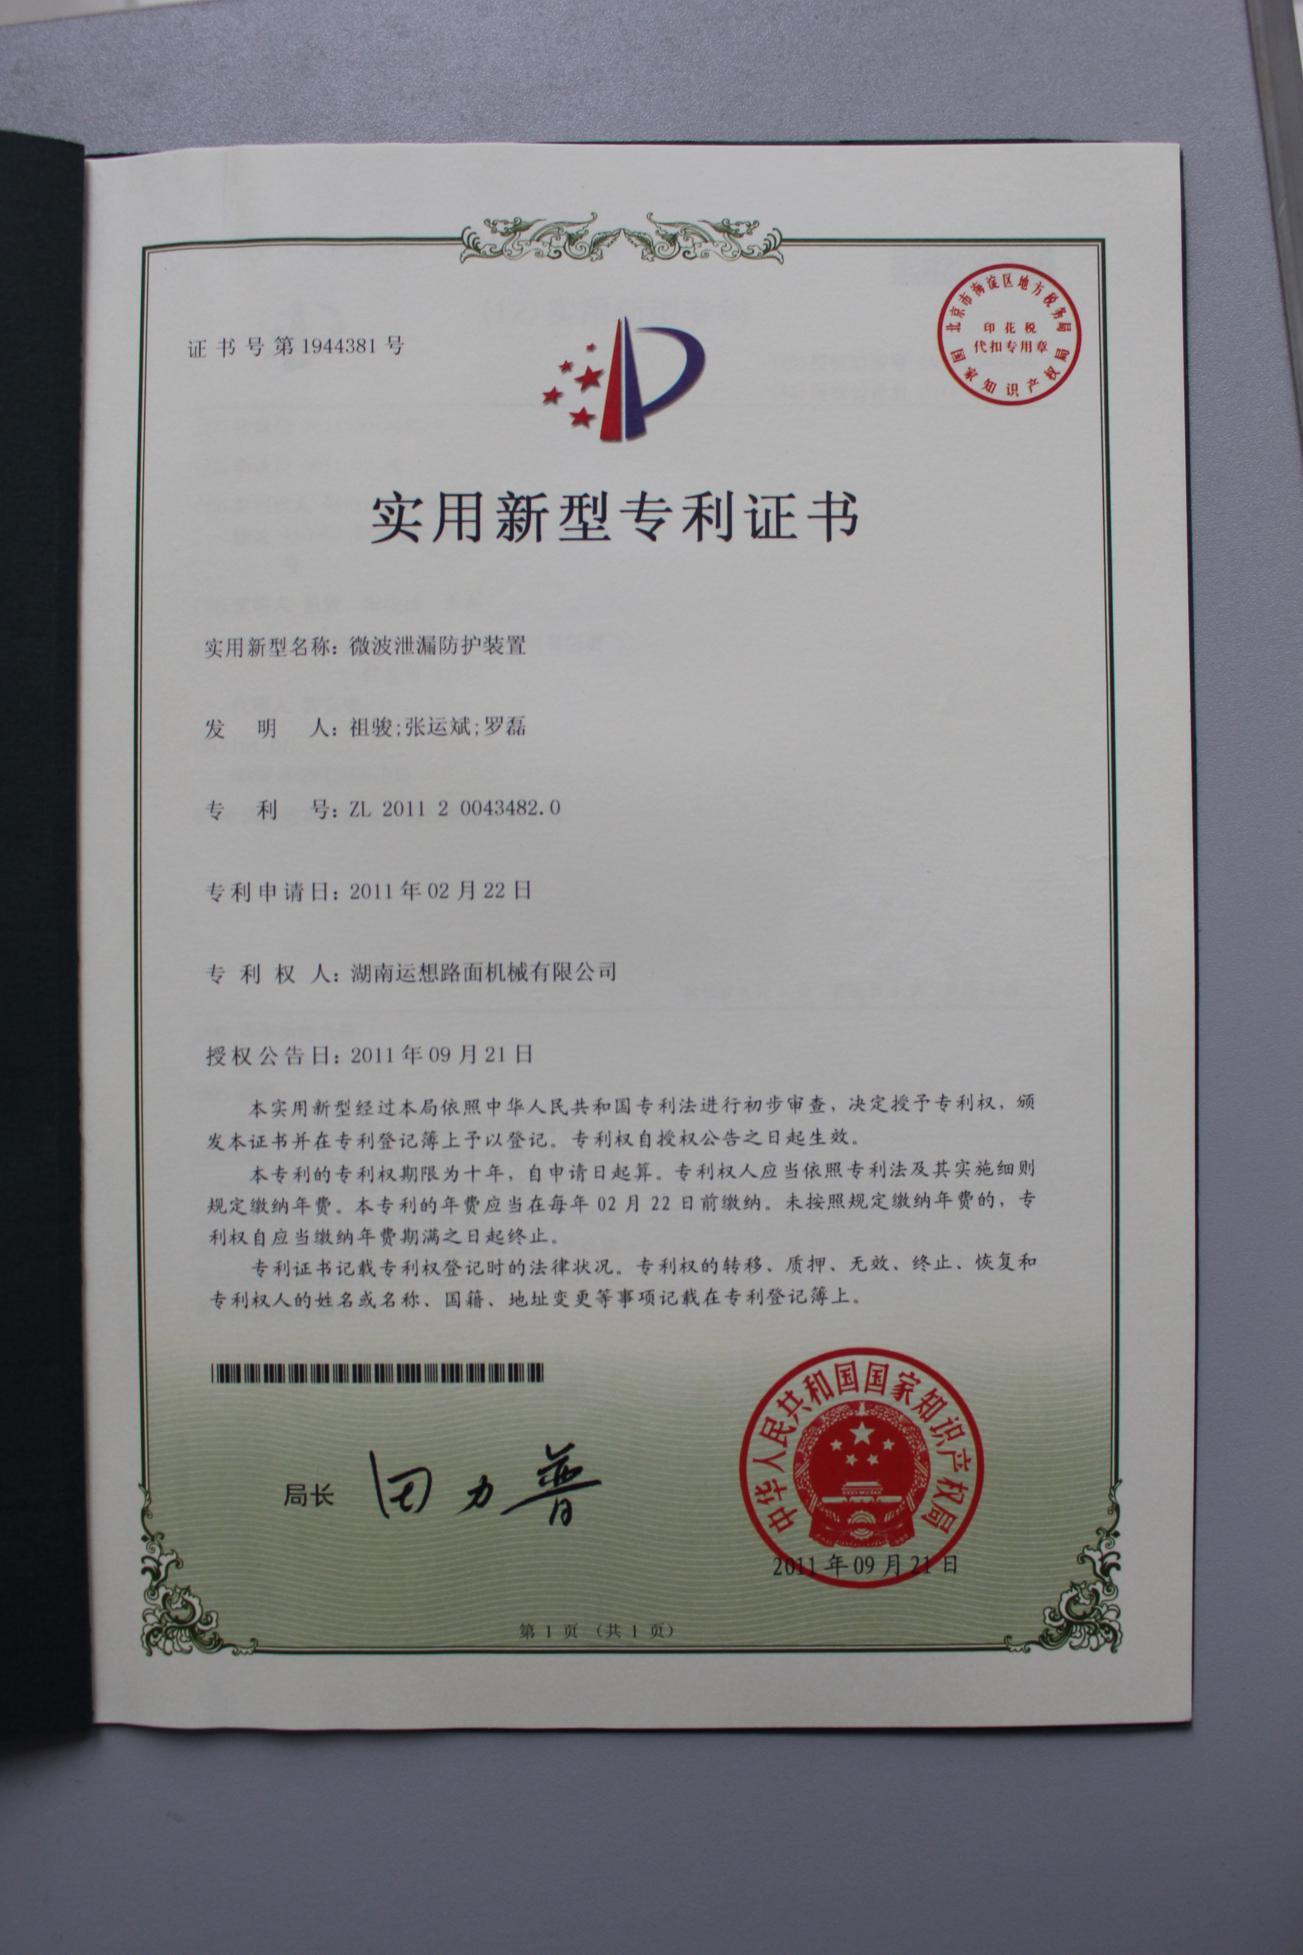 证书号第1944381号
北京市海淀区地方税务局
印花税
代扣专用章
国家知识产权局
实用新型专利证书
实用新型名称：微波泄漏防护装置
发明人：祖骏;张运斌;罗磊
专利号：ZL 2011 2 0043482.0
专利申请日：2011年02月22日
专利权人：湖南运想路面机械有限公司
授权公告日：2011年09月21日
本实用新型经过本局依照中华人民共和国专利法进行初步审查，决定授予专利权，颁
发本证书并在专利登记簿上予以登记。专利权自授权公告之日起生效。
本专利的专利权期限为十年，自申请日起算。专利权人应当依照专利法及其实施细则
规定缴纳年费。本专利的年费应当在每年02月22日前缴纳。未按照规定缴纳年费的，专
利权自应当缴纳年费期满之日起终止。
专利证书记载专利权登记时的法律状况。专利权的转移、质押、无效、终止、恢复和
专利权人的姓名或名称、国籍、地址变更等事项记载在专利登记簿上。
局长 田力普
中华人民共和国国家知识产权局
2011年09月21日
第1页（共1页）